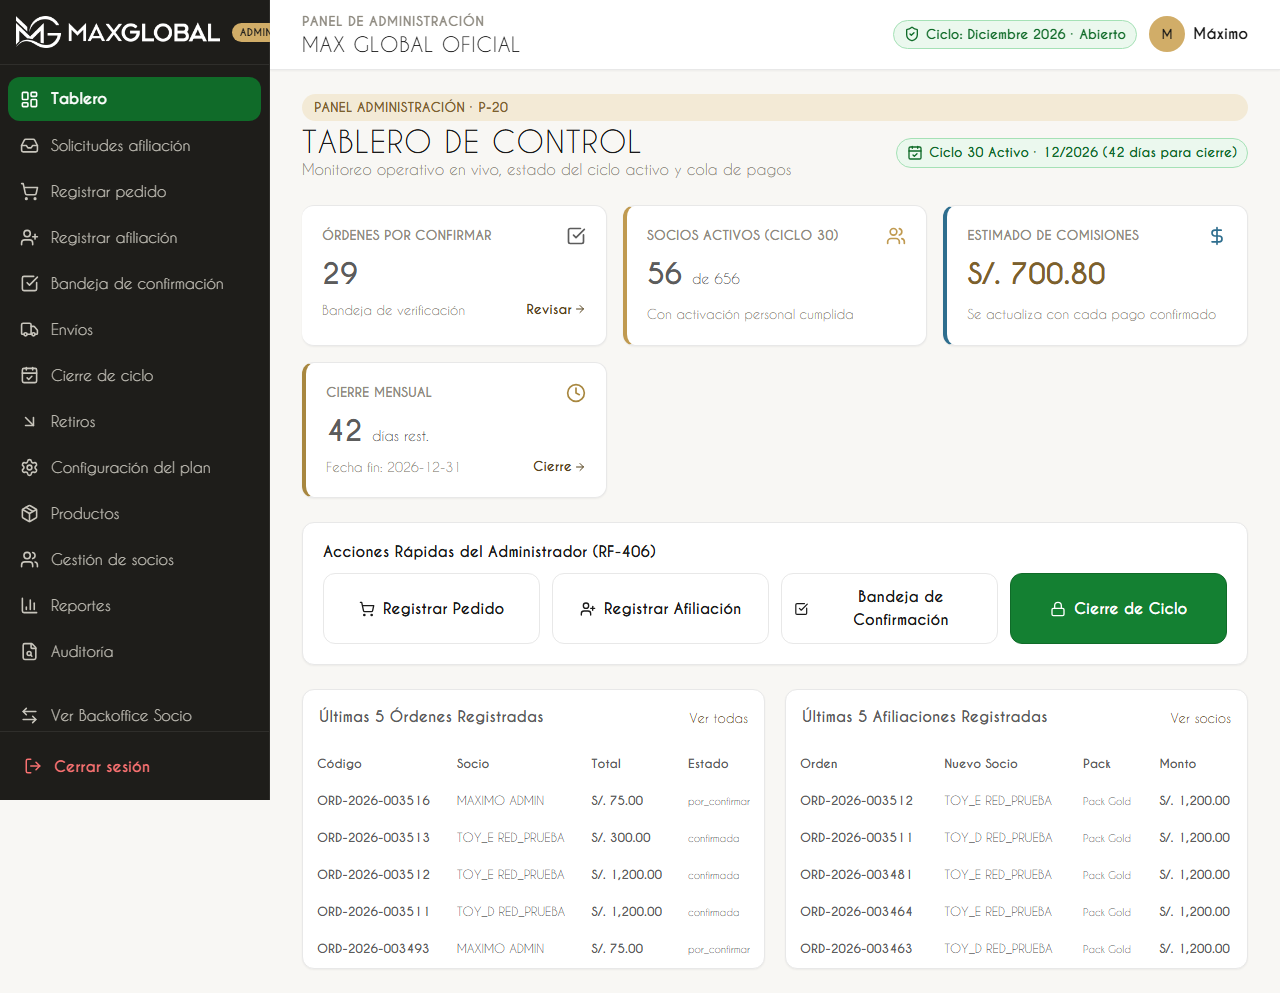 MAXGLOBAL
ADMIN
Tablero
Solicitudes afiliación
Registrar pedido
Registrar afiliación
Bandeja de confirmación
Envíos
Cierre de ciclo
Retiros
Configuración del plan
Productos
Gestión de socios
Reportes
Auditoría
Ver Backoffice Socio
Cerrar sesión
PANEL DE ADMINISTRACIÓN
MAX GLOBAL OFICIAL
Ciclo: Diciembre 2026 · Abierto
M
Máximo
PANEL ADMINISTRACIÓN · P-20
TABLERO DE CONTROL
Monitoreo operativo en vivo, estado del ciclo activo y cola de pagos
Ciclo 30 Activo · 12/2026 (42 días para cierre)
ÓRDENES POR CONFIRMAR
29
Bandeja de verificación
Revisar →
SOCIOS ACTIVOS (CICLO 30)
56 de 656
Con activación personal cumplida
ESTIMADO DE COMISIONES
S/. 700.80
Se actualiza con cada pago confirmado
CIERRE MENSUAL
42 días rest.
Fecha fin: 2026-12-31
Cierre →
Acciones Rápidas del Administrador (RF-406)
Registrar Pedido
Registrar Afiliación
Bandeja de
Confirmación
Cierre de Ciclo
Últimas 5 Órdenes Registradas
Ver todas
Código Socio Total Estado
ORD-2026-003516 MAXIMO ADMIN S/. 75.00 por_confirmar
ORD-2026-003513 TOY_E RED_PRUEBA S/. 300.00 confirmada
ORD-2026-003512 TOY_E RED_PRUEBA S/. 1,200.00 confirmada
ORD-2026-003511 TOY_D RED_PRUEBA S/. 1,200.00 confirmada
ORD-2026-003493 MAXIMO ADMIN S/. 75.00 por_confirmar
Últimas 5 Afiliaciones Registradas
Ver socios
Orden Nuevo Socio Pack Monto
ORD-2026-003512 TOY_E RED_PRUEBA Pack Gold S/. 1,200.00
ORD-2026-003511 TOY_D RED_PRUEBA Pack Gold S/. 1,200.00
ORD-2026-003481 TOY_E RED_PRUEBA Pack Gold S/. 1,200.00
ORD-2026-003464 TOY_E RED_PRUEBA Pack Gold S/. 1,200.00
ORD-2026-003463 TOY_D RED_PRUEBA Pack Gold S/. 1,200.00